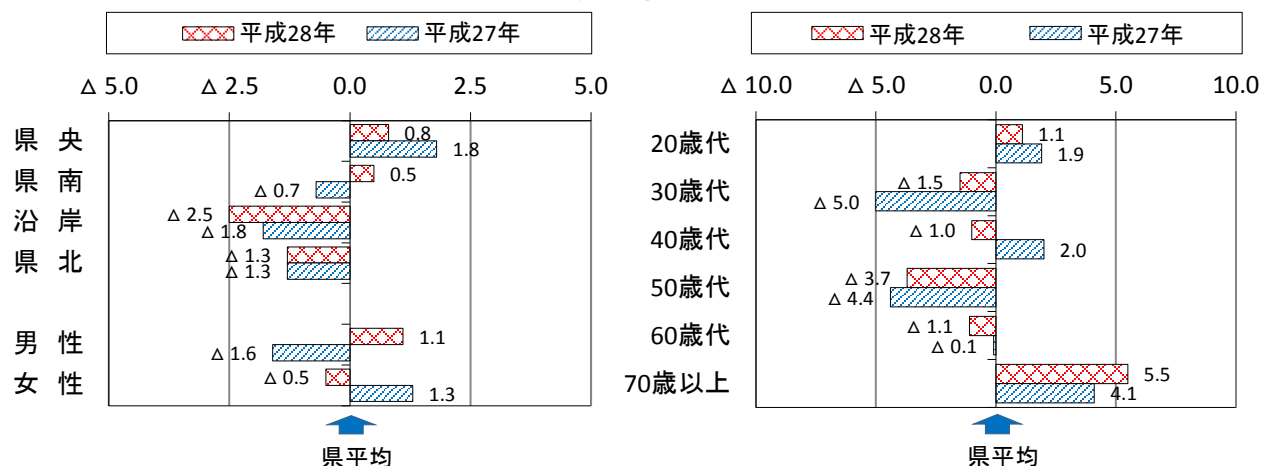 平成28年 平成27年
△ 5.0 △ 2.5 0.0 2.5 5.0
県 央 0.8
1.8
県 南 0.5
△ 0.7
沿 岸 △ 2.5
△ 1.8
県 北 △ 1.3
△ 1.3
男 性 1.1
△ 1.6
女 性 △ 0.5
1.3
県平均
平成28年 平成27年
△ 10.0 △ 5.0 0.0 5.0 10.0
20歳代 1.1
1.9
30歳代 △ 1.5
△ 5.0
40歳代 △ 1.0
2.0
50歳代 △ 3.7
△ 4.4
60歳代 △ 1.1
△ 0.1
70歳以上 5.5
4.1
県平均